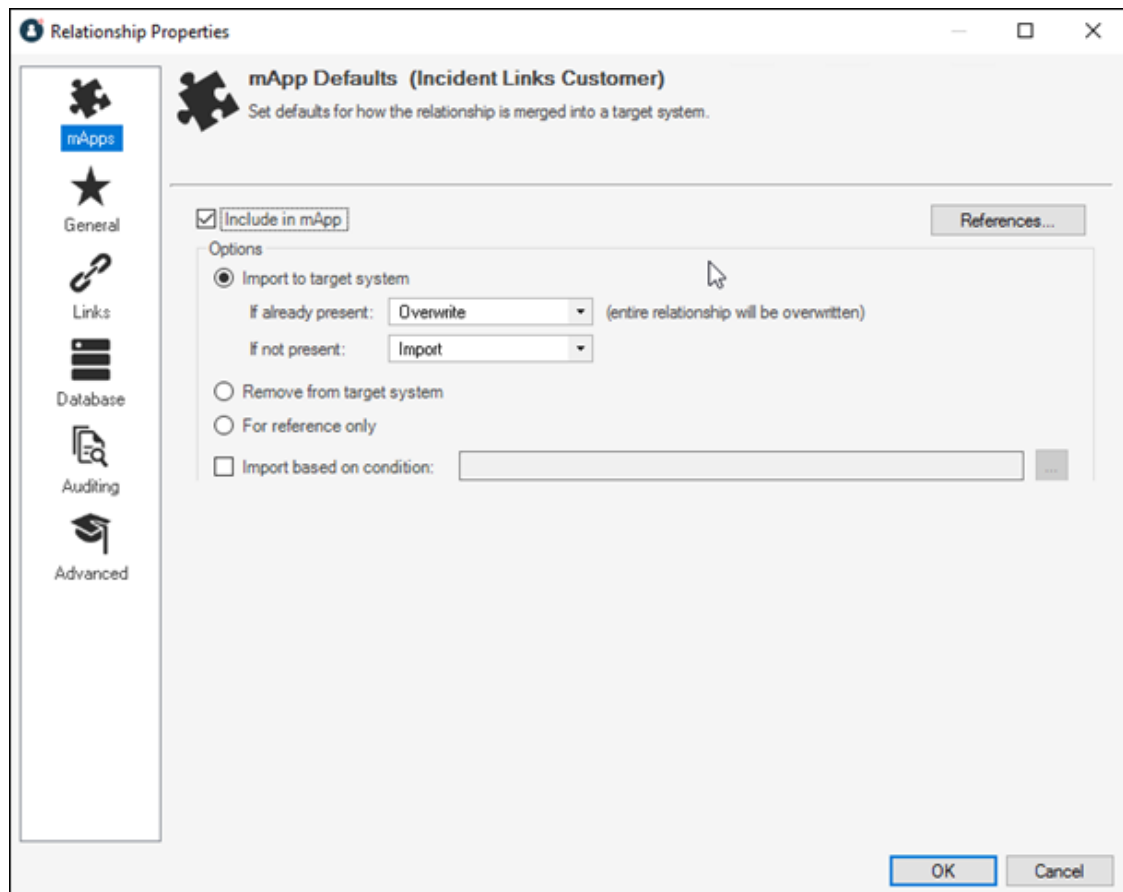 Relationship Properties
mApps
General
Links
Database
Auditing
Advanced
mApp Defaults  (Incident Links Customer)
Set defaults for how the relationship is merged into a target system.
Include in mApp
References...
Options
Import to target system
If already present: Overwrite (entire relationship will be overwritten)
If not present: Import
Remove from target system
For reference only
Import based on condition: ...
OK Cancel